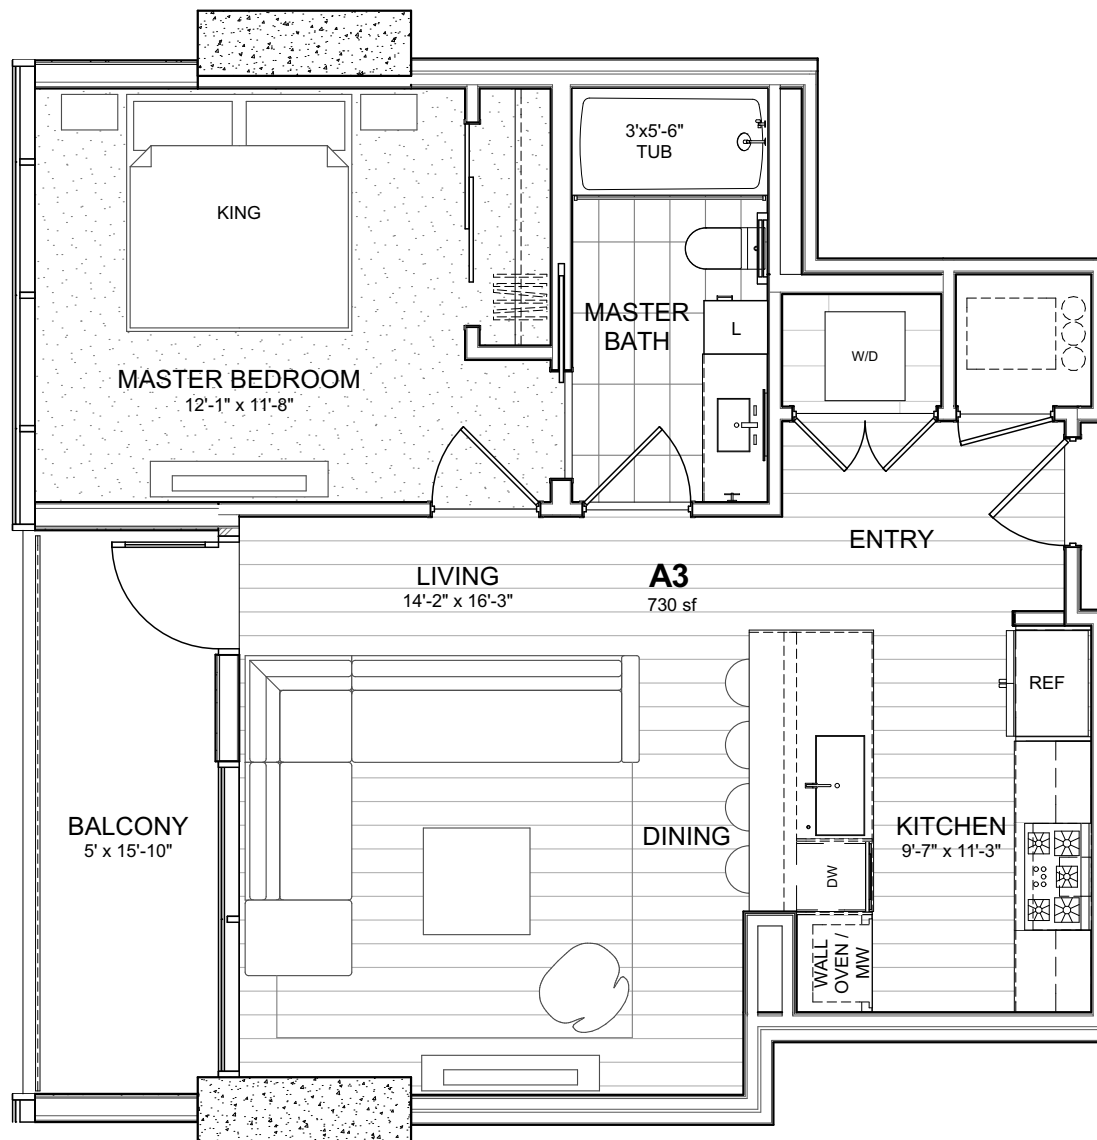 3'x5'-6"
TUB
KING
MASTER
BATH
L
W/D
MASTER BEDROOM
12'-1" x 11'-8"
ENTRY
LIVING
14'-2" x 16'-3"
A3
730 sf
REF
BALCONY
5' x 15'-10"
DINING
KITCHEN
9'-7" x 11'-3"
DW
WALL
OVEN /
MW